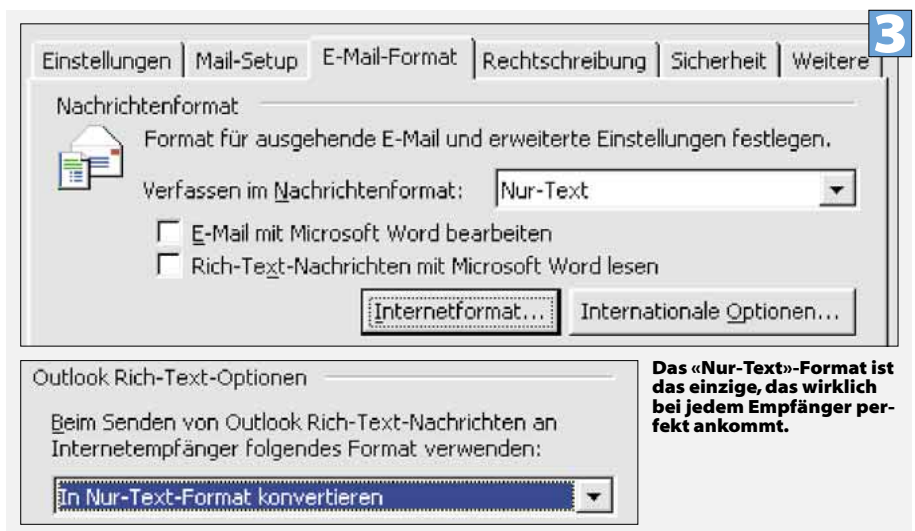 3
Einstellungen Mail-Setup E-Mail-Format Rechtschreibung Sicherheit Weitere
Nachrichtenformat
Format für ausgehende E-Mail und erweiterte Einstellungen festlegen.
Verfassen im Nachrichtenformat: Nur-Text
E-Mail mit Microsoft Word bearbeiten
Rich-Text-Nachrichten mit Microsoft Word lesen
Internetformat... Internationale Optionen...
Outlook Rich-Text-Optionen
Beim Senden von Outlook Rich-Text-Nachrichten an
Internetempfänger folgendes Format verwenden:
In Nur-Text-Format konvertieren
Das «Nur-Text»-Format ist
das einzige, das wirklich
bei jedem Empfänger per-
fekt ankommt.